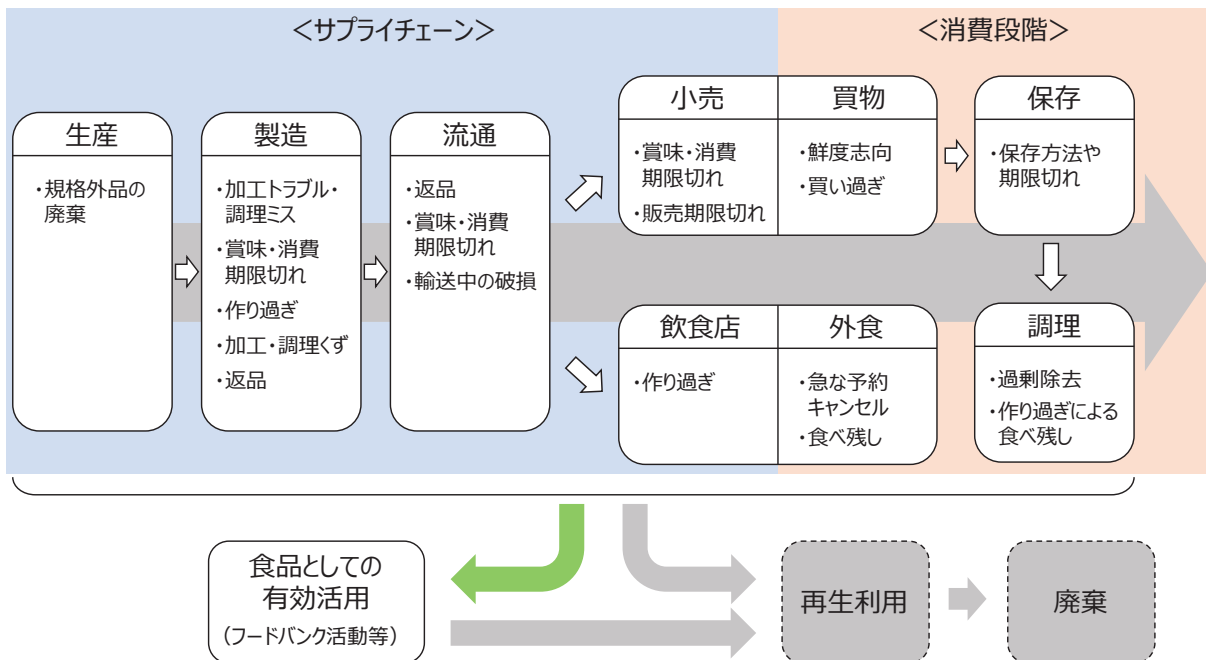 <サプライチェーン>
<消費段階>
生産
・規格外品の
廃棄
製造
・加工トラブル・
調理ミス
・賞味・消費
期限切れ
・作り過ぎ
・加工・調理くず
・返品
流通
・返品
・賞味・消費
期限切れ
・輸送中の破損
小売
・賞味・消費
期限切れ
・販売期限切れ
買物
・鮮度志向
・買い過ぎ
保存
・保存方法や
期限切れ
飲食店
・作り過ぎ
外食
・急な予約
キャンセル
・食べ残し
調理
・過剰除去
・作り過ぎによる
食べ残し
食品としての
有効活用
(フードバンク活動等)
再生利用
廃棄